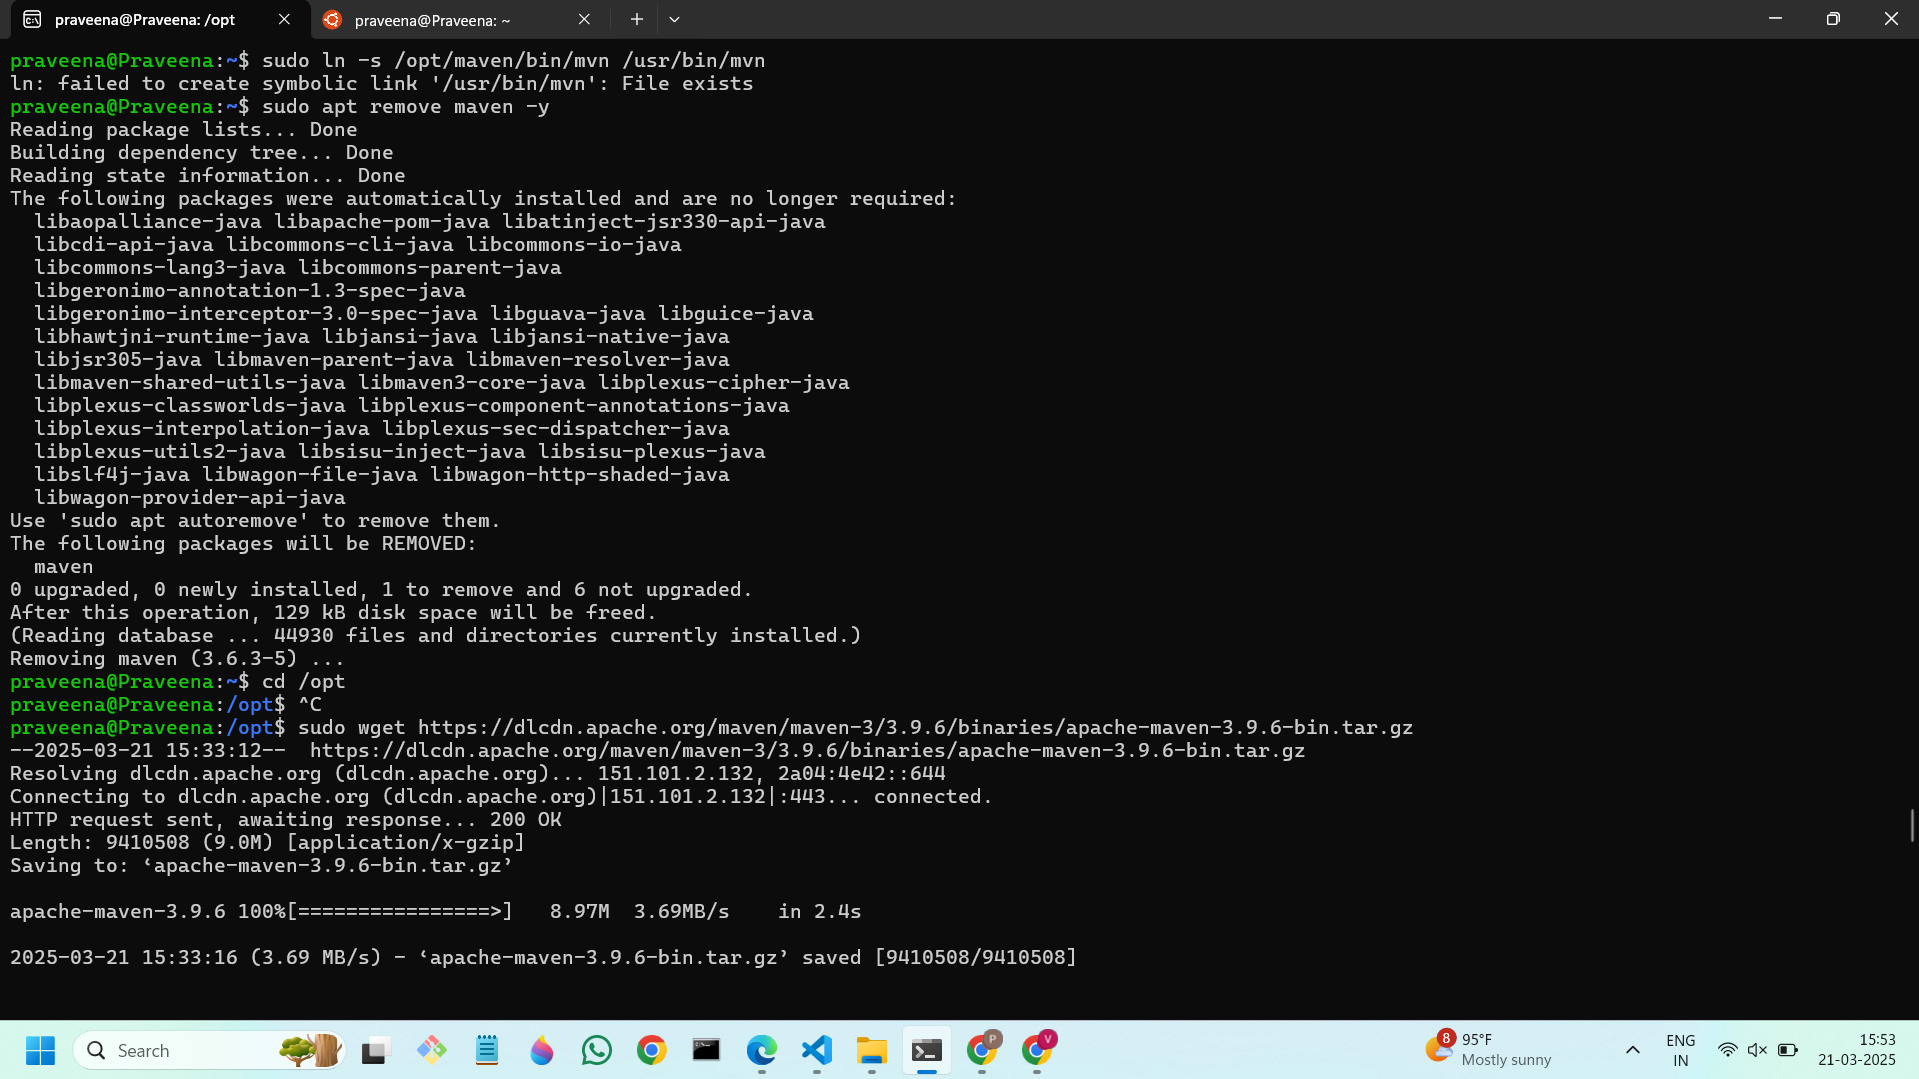 praveena@Praveena: /opt
praveena@Praveena: ~
praveena@Praveena:~$ sudo ln -s /opt/maven/bin/mvn /usr/bin/mvn
ln: failed to create symbolic link '/usr/bin/mvn': File exists
praveena@Praveena:~$ sudo apt remove maven -y
Reading package lists... Done
Building dependency tree... Done
Reading state information... Done
The following packages were automatically installed and are no longer required:
  libaopalliance-java libapache-pom-java libatinject-jsr330-api-java
  libcdi-api-java libcommons-cli-java libcommons-io-java
  libcommons-lang3-java libcommons-parent-java
  libgeronimo-annotation-1.3-spec-java
  libgeronimo-interceptor-3.0-spec-java libguava-java libguice-java
  libhawtjni-runtime-java libjansi-java libjansi-native-java
  libjsr305-java libmaven-parent-java libmaven-resolver-java
  libmaven-shared-utils-java libmaven3-core-java libplexus-cipher-java
  libplexus-classworlds-java libplexus-component-annotations-java
  libplexus-interpolation-java libplexus-sec-dispatcher-java
  libplexus-utils2-java libsisu-inject-java libsisu-plexus-java
  libslf4j-java libwagon-file-java libwagon-http-shaded-java
  libwagon-provider-api-java
Use 'sudo apt autoremove' to remove them.
The following packages will be REMOVED:
  maven
0 upgraded, 0 newly installed, 1 to remove and 6 not upgraded.
After this operation, 129 kB disk space will be freed.
(Reading database ... 44930 files and directories currently installed.)
Removing maven (3.6.3-5) ...
praveena@Praveena:~$ cd /opt
praveena@Praveena:/opt$ ^C
praveena@Praveena:/opt$ sudo wget https://dlcdn.apache.org/maven/maven-3/3.9.6/binaries/apache-maven-3.9.6-bin.tar.gz
--2025-03-21 15:33:12--  https://dlcdn.apache.org/maven/maven-3/3.9.6/binaries/apache-maven-3.9.6-bin.tar.gz
Resolving dlcdn.apache.org (dlcdn.apache.org)... 151.101.2.132, 2a04:4e42::644
Connecting to dlcdn.apache.org (dlcdn.apache.org)|151.101.2.132|:443... connected.
HTTP request sent, awaiting response... 200 OK
Length: 9410508 (9.0M) [application/x-gzip]
Saving to: ‘apache-maven-3.9.6-bin.tar.gz’
apache-maven-3.9.6 100%[================>]   8.97M  3.69MB/s    in 2.4s
2025-03-21 15:33:16 (3.69 MB/s) - ‘apache-maven-3.9.6-bin.tar.gz’ saved [9410508/9410508]
Search
P
V
8
95°F
Mostly sunny
ENG
IN
15:53
21-03-2025